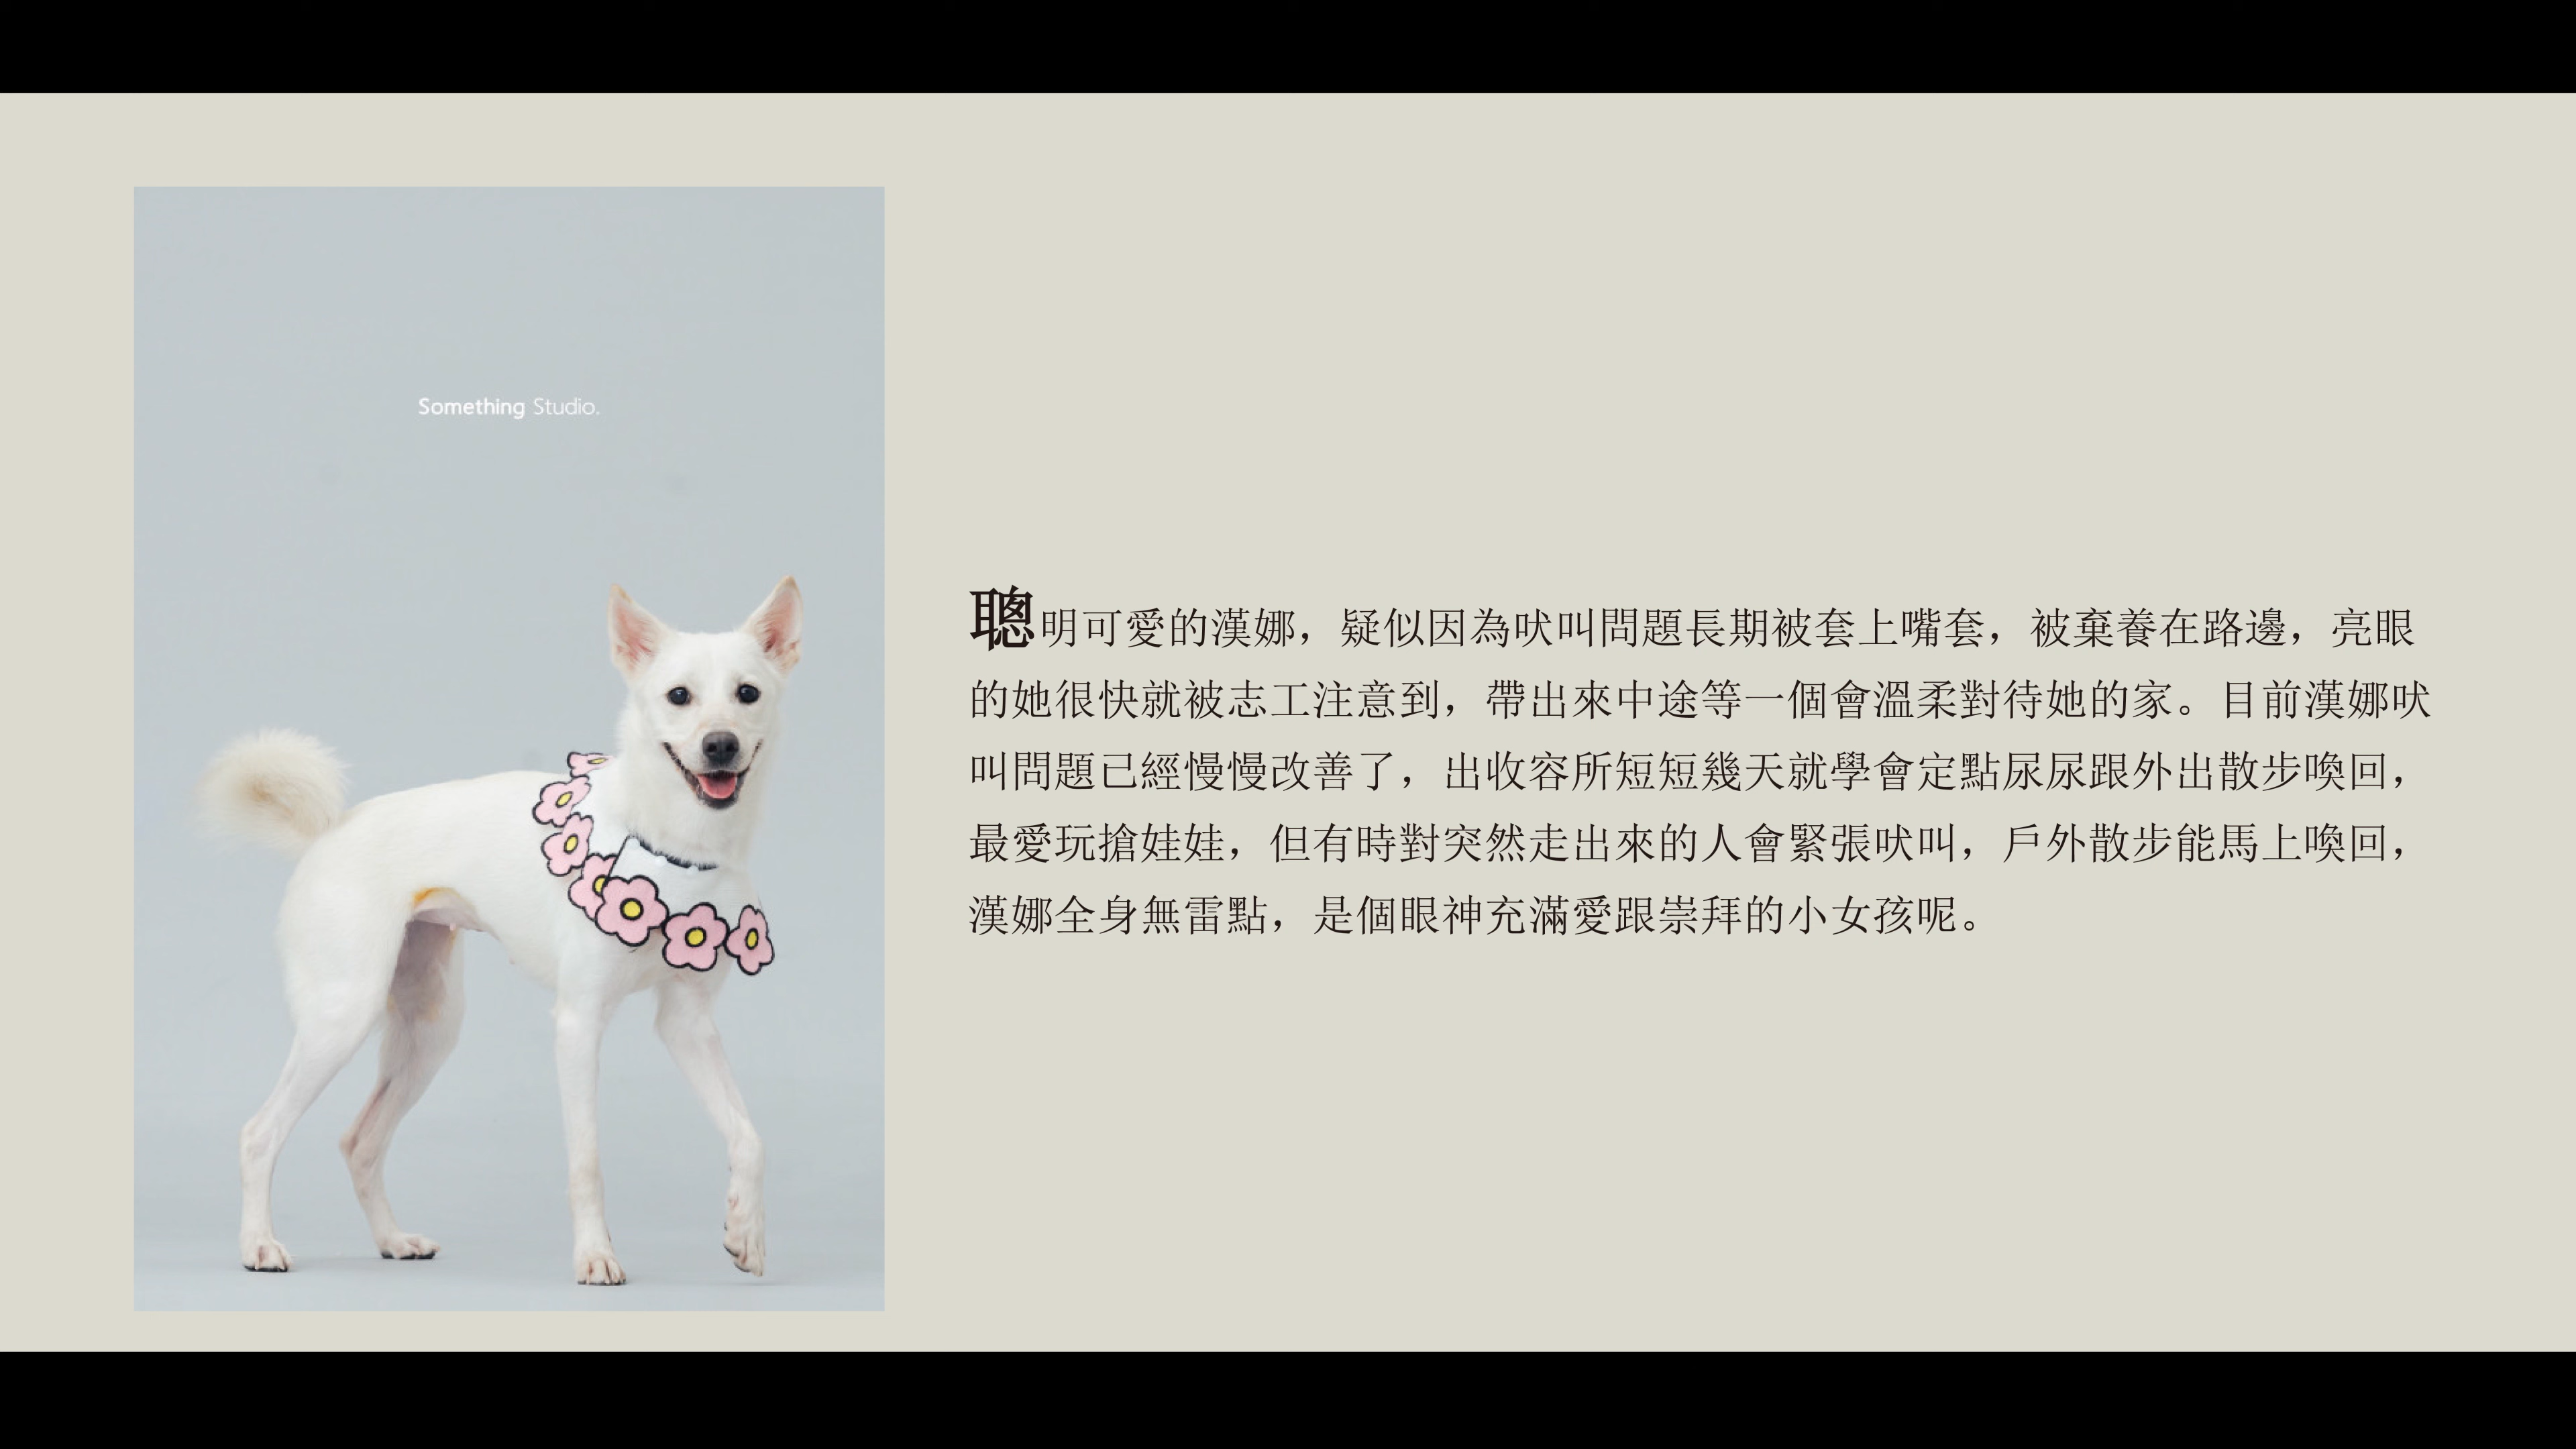 Something Studio.
聰明可愛的漢娜，疑似因為吠叫問題長期被套上嘴套，被棄養在路邊，亮眼
的她很快就被志工注意到，帶出來中途等一個會溫柔對待她的家。目前漢娜吠
叫問題已經慢慢改善了，出收容所短短幾天就學會定點尿尿跟外出散步喚回，
最愛玩搶娃娃，但有時對突然走出來的人會緊張吠叫，戶外散步能馬上喚回，
漢娜全身無雷點，是個眼神充滿愛跟崇拜的小女孩呢。